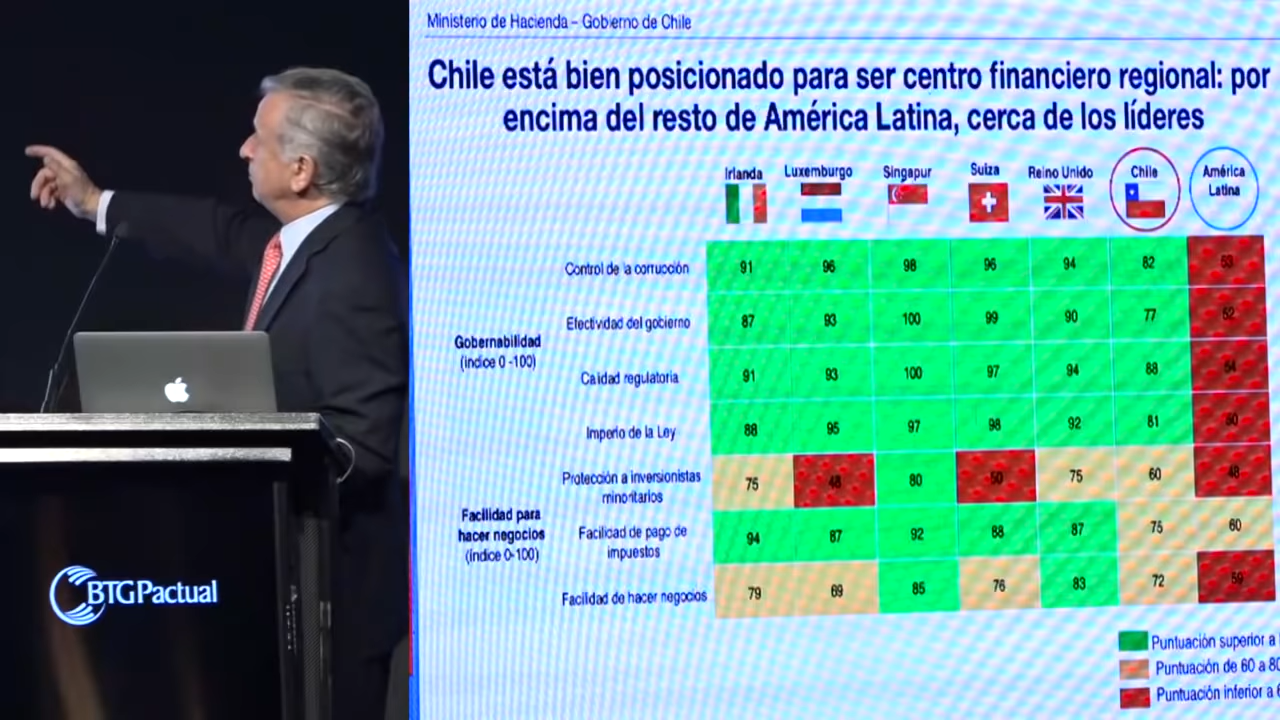 Ministerio de Hacienda – Gobierno de Chile
Chile está bien posicionado para ser centro financiero regional: por
encima del resto de América Latina, cerca de los líderes
Irlanda Luxemburgo Singapur Suiza Reino Unido Chile América
Latina
Control de la corrupción 91 96 98 96 94 82 53
Efectividad del gobierno 87 93 100 99 90 77 52
Gobernabilidad
(índice 0 -100)
Calidad regulatoria 91 93 100 97 94 88 54
Imperio de la Ley 88 95 97 98 92 81
Protección a inversionistas
minoritarios 75 48 80 50 75 60 48
Facilidad para
hacer negocios
(índice 0-100)
Facilidad de pago de
impuestos 94 87 92 88 87 75 60
Facilidad de hacer negocios 79 69 85 76 83 72 59
Puntuación superior a
Puntuación de 60 a 80
Puntuación inferior a 6
BTGPactual